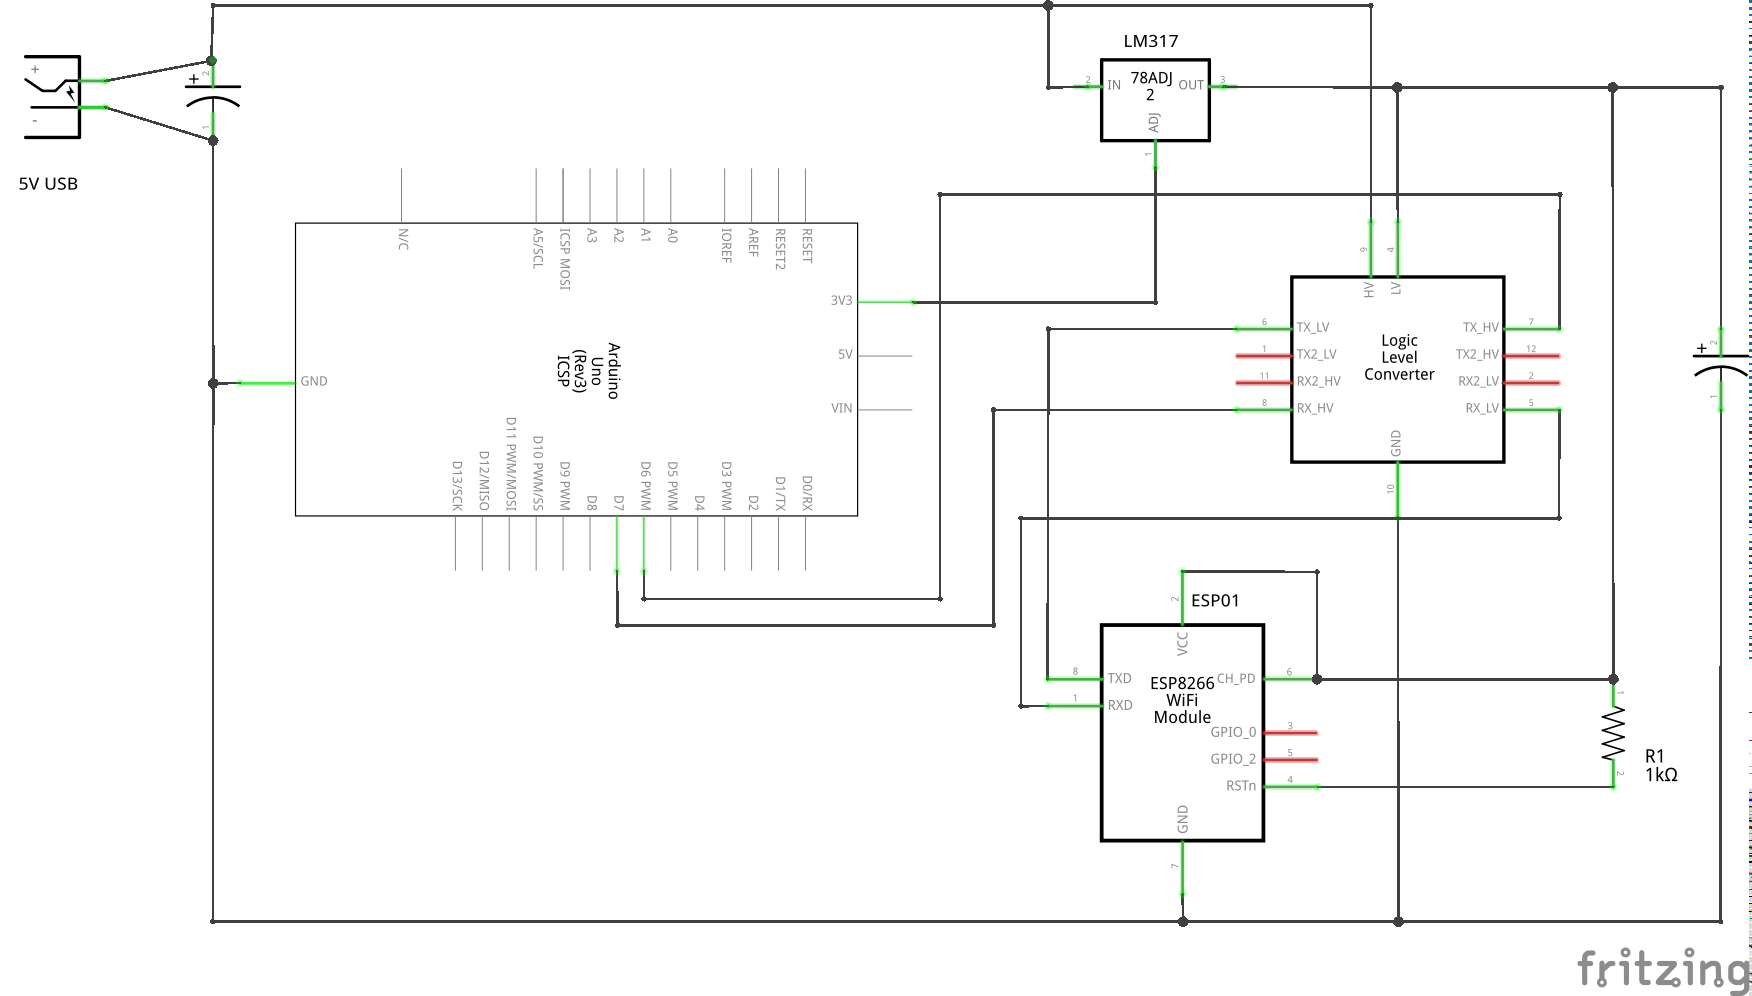 LM317
+
-
5V USB
+
2
1
2
IN
78ADJ
2
OUT
3
ADJ
1
N/C
A5/SCL
ICSP MOSI
A3
A2
A1
A0
IOREF
AREF
RESET2
RESET
3V3
5V
VIN
GND
Arduino
Uno
(Rev3)
ICSP
D13/SCK
D12/MISO
D11 PWM/MOSI
D10 PWM/SS
D9 PWM
D8
D7
D6 PWM
D5 PWM
D4
D3 PWM
D2
D1/TX
D0/RX
9
4
HV
LV
6
TX_LV
TX_HV
7
1
TX2_LV
TX2_HV
12
11
RX2_HV
RX2_LV
2
8
RX_HV
RX_LV
5
Logic
Level
Converter
GND
10
+
2
1
2
ESP01
VCC
8
TXD
CH_PD
6
1
RXD
ESP8266
WiFi
Module
GPIO_0
3
GPIO_2
5
RSTn
4
GND
7
1
2
R1
1kΩ
fritzing